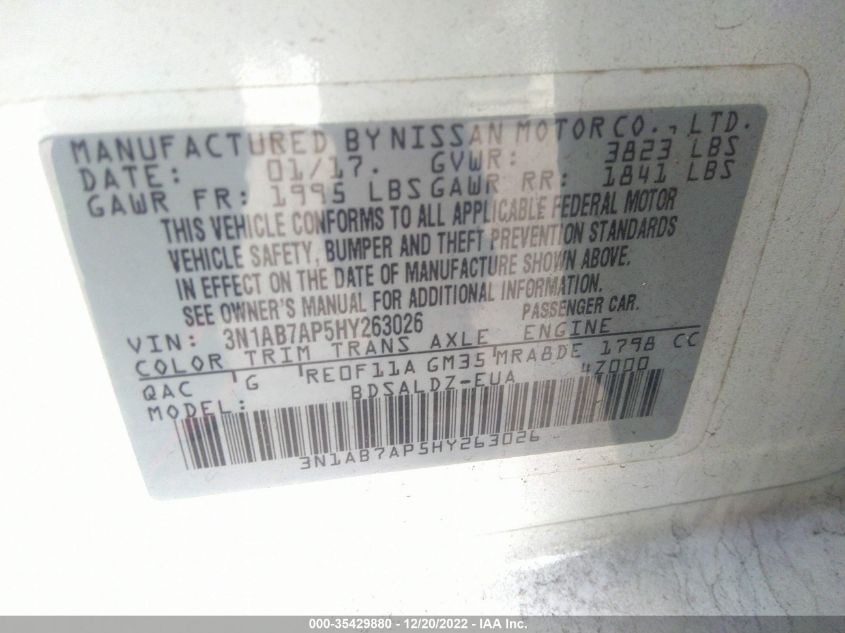 MANUFACTURED BY NISSAN MOTOR CO., LTD.
DATE: 01/17. GVWR: 3823 LBS
GAWR FR: 1995 LBS GAWR RR: 1841 LBS
THIS VEHICLE CONFORMS TO ALL APPLICABLE FEDERAL MOTOR
VEHICLE SAFETY, BUMPER AND THEFT PREVENTION STANDARDS
IN EFFECT ON THE DATE OF MANUFACTURE SHOWN ABOVE.
SEE OWNER'S MANUAL FOR ADDITIONAL INFORMATION.
VIN: 3N1AB7AP5HY263026 PASSENGER CAR.
COLOR TRIM TRANS AXLE ENGINE
QAC G RE0F11A GM35 MRA8DE 1798 CC
MODEL: BDSALDZ-EUA 47000
3N1AB7AP5HY263026
000-35429880 - 12/20/2022 - IAA Inc.